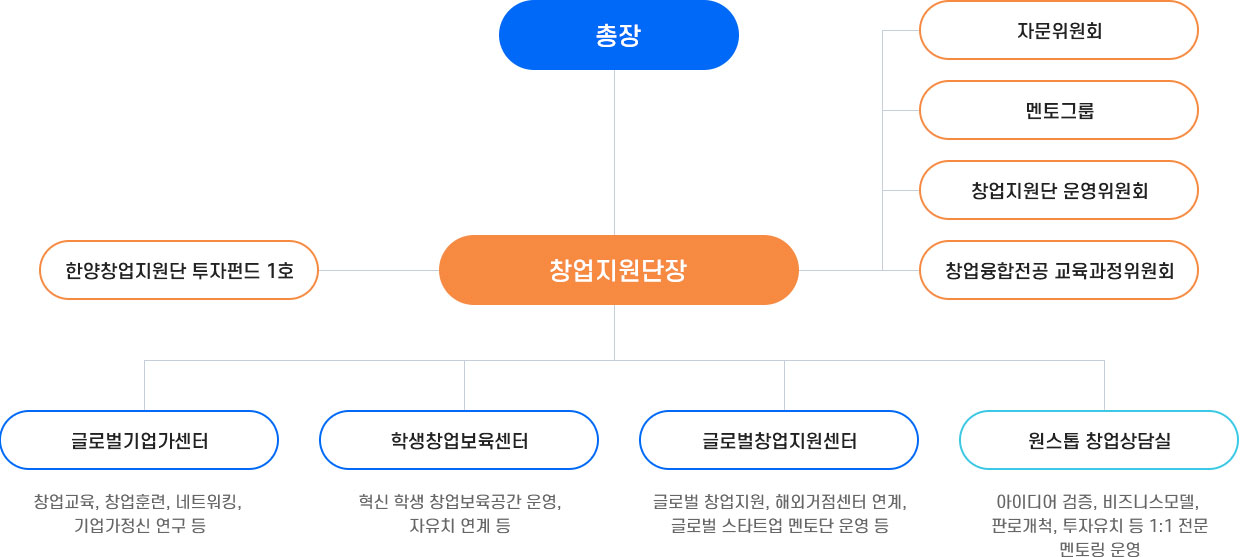 총장
자문위원회
멘토그룹
창업지원단 운영위원회
한양창업지원단 투자펀드 1호
창업지원단장
창업융합전공 교육과정위원회
글로벌기업가센터
창업교육, 창업훈련, 네트워킹,
기업가정신 연구 등
학생창업보육센터
혁신 학생 창업보육공간 운영,
자유치 연계 등
글로벌창업지원센터
글로벌 창업지원, 해외거점센터 연계,
글로벌 스타트업 멘토단 운영 등
원스톱 창업상담실
아이디어 검증, 비즈니스모델,
판로개척, 투자유치 등 1:1 전문
멘토링 운영